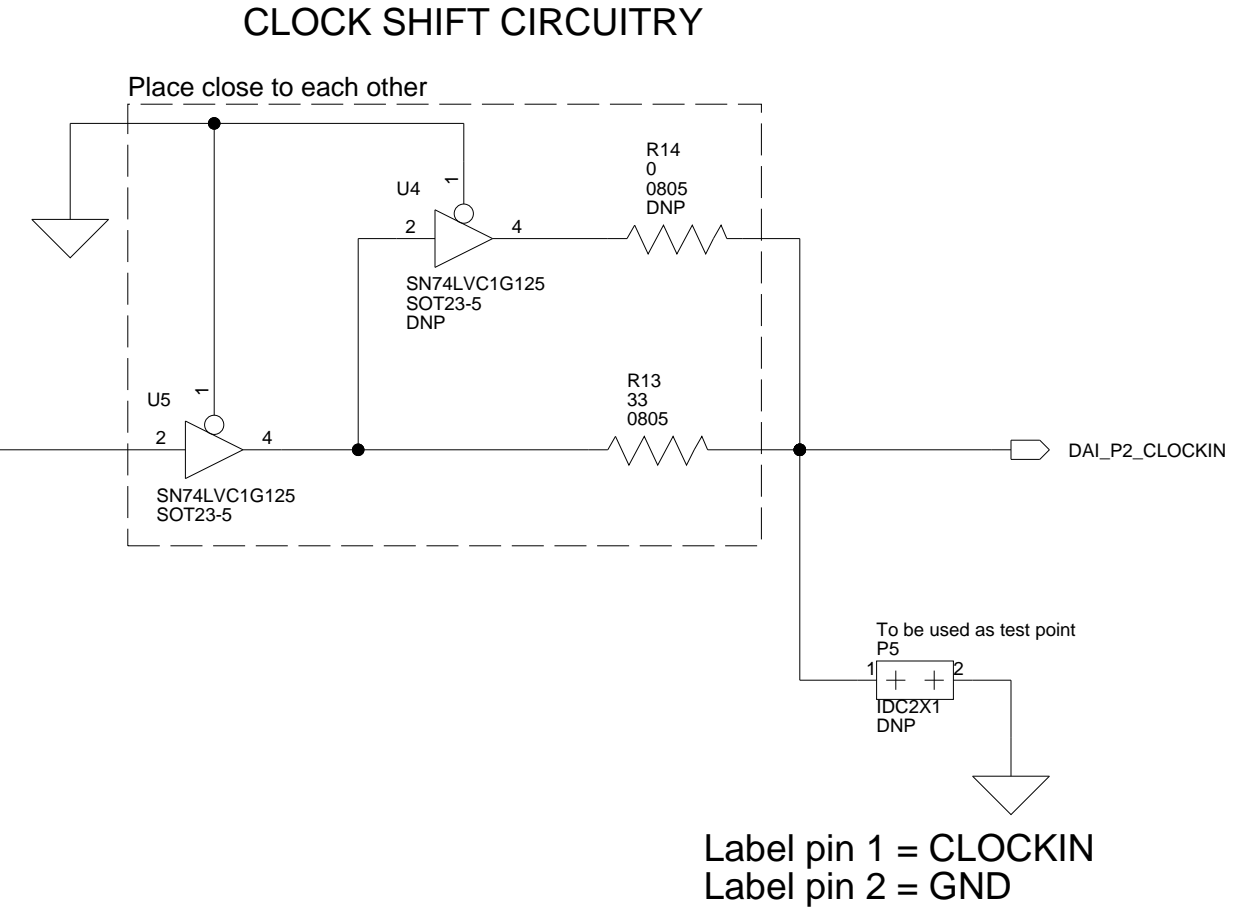 CLOCK SHIFT CIRCUITRY
Place close to each other
R14
0
0805
DNP
U4
1
2
4
SN74LVC1G125
SOT23-5
DNP
R13
33
0805
U5
1
2
4
SN74LVC1G125
SOT23-5
DAI_P2_CLOCKIN
To be used as test point
P5
1
2
IDC2X1
DNP
Label pin 1 = CLOCKIN
Label pin 2 = GND